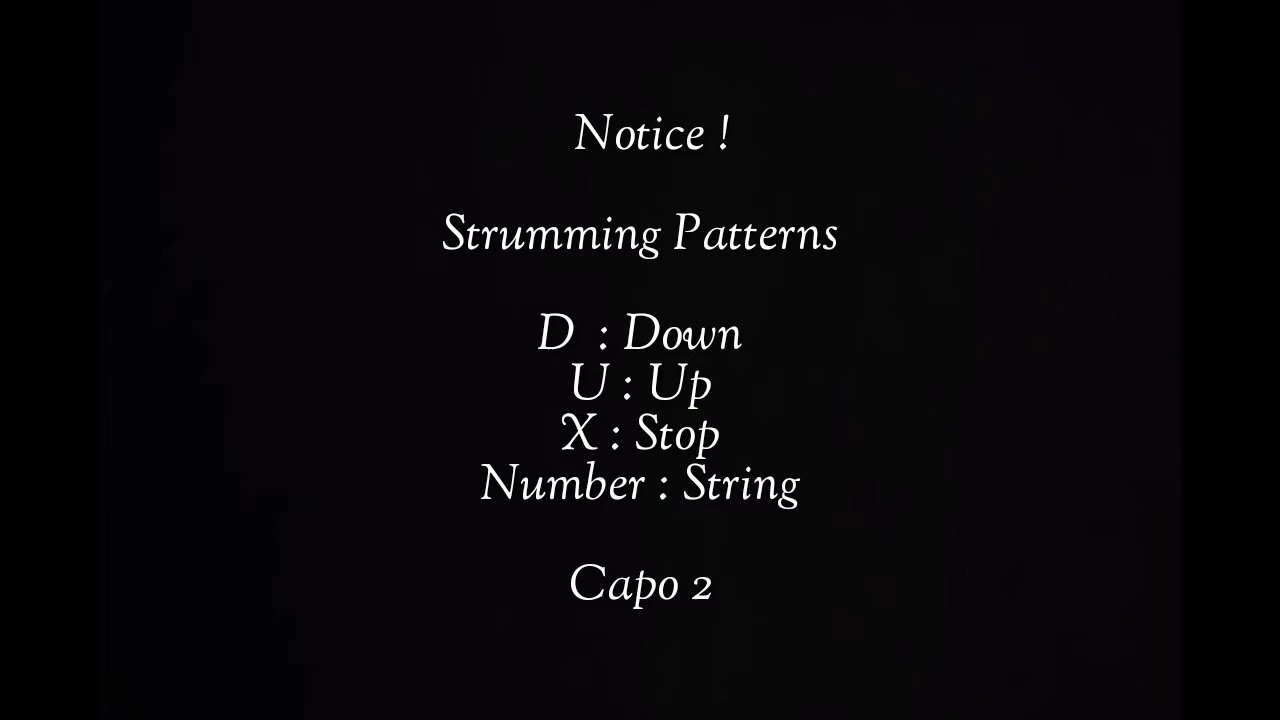 Notice !
Strumming Patterns
D : Down
U : Up
X : Stop
Number : String
Capo 2